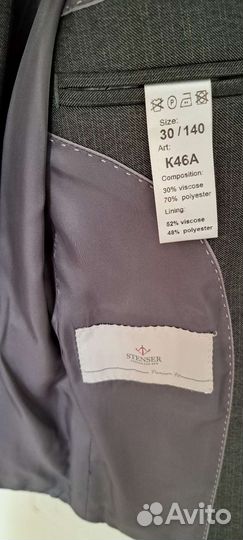 P
Size:
30 / 140
Art:
K46A
Composition:
30% viscose
70% polyester
Lining:
52% viscose
48% polyester
STENSER
Avito